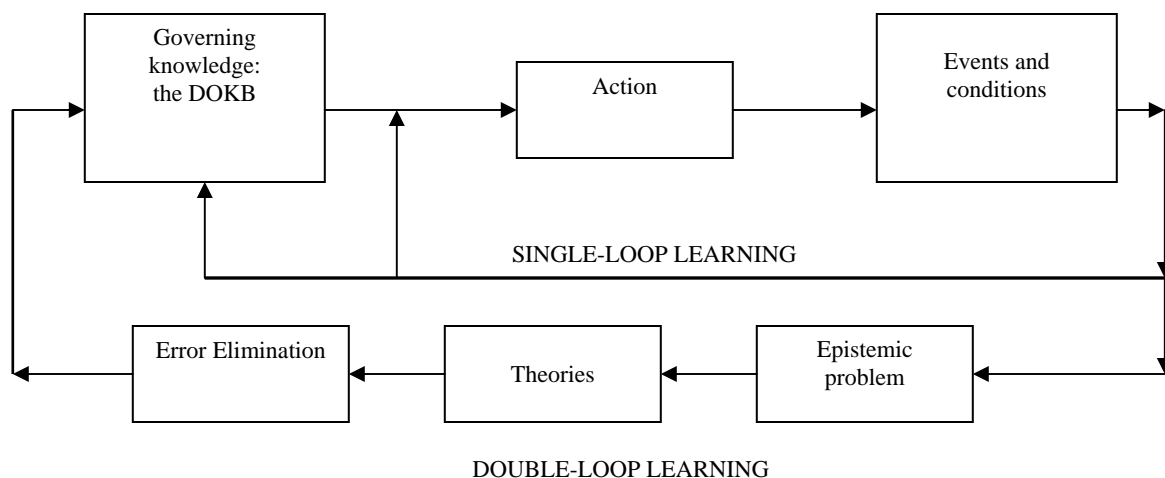 Governing
knowledge:
the DOKB
Action
Events and
conditions
SINGLE-LOOP LEARNING
Error Elimination
Theories
Epistemic
problem
DOUBLE-LOOP LEARNING